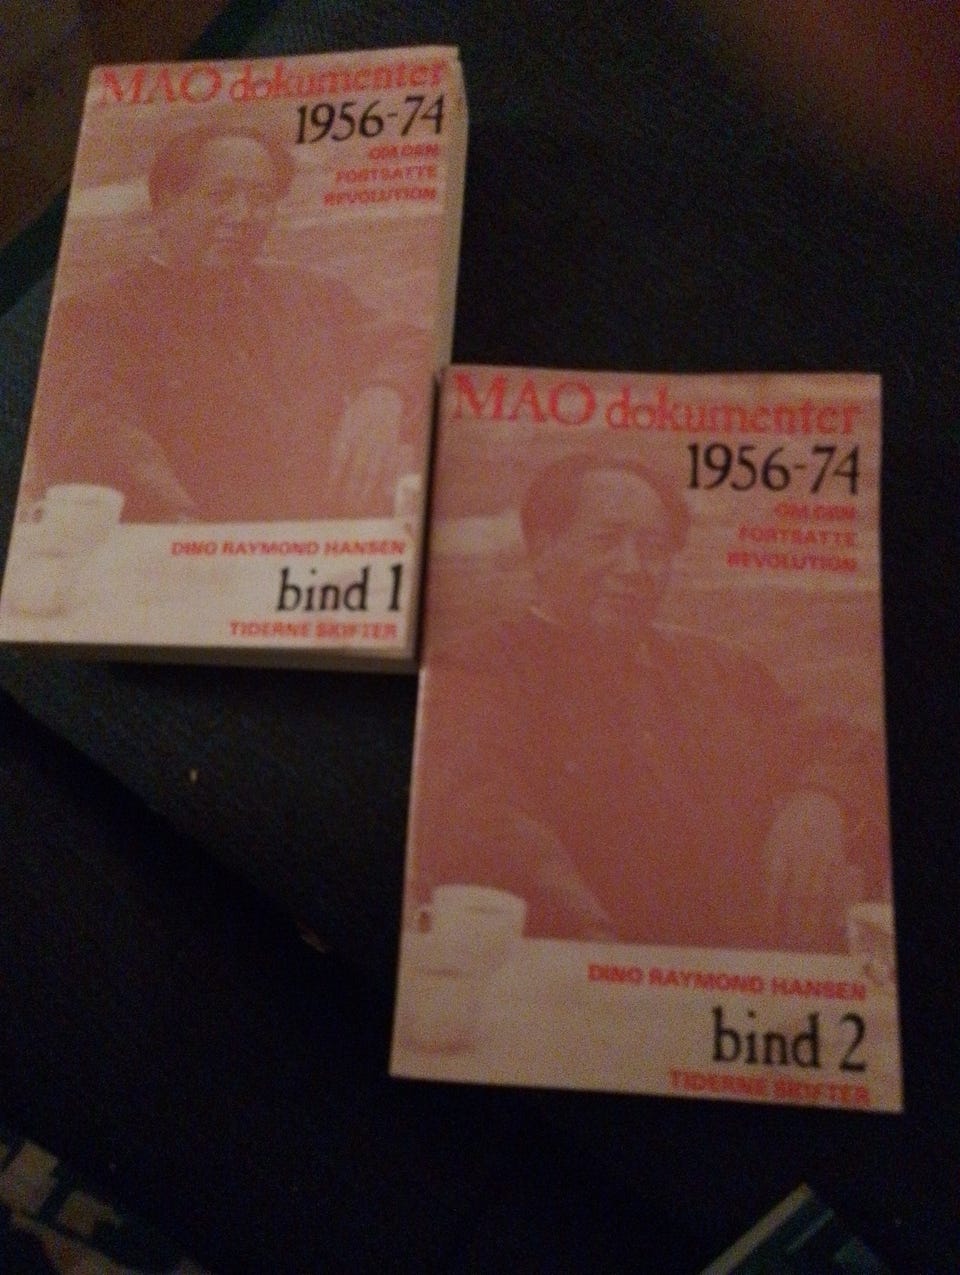 MAO dokumenter
1956-74
OM DEN
FORTSATTE
REVOLUTION
DINO RAYMOND HANSEN
bind 1
TIDERNE SKIFTER
MAO dokumenter
1956-74
OM DEN
FORTSATTE
REVOLUTION
DINO RAYMOND HANSEN
bind 2
TIDERNE SKIFTER